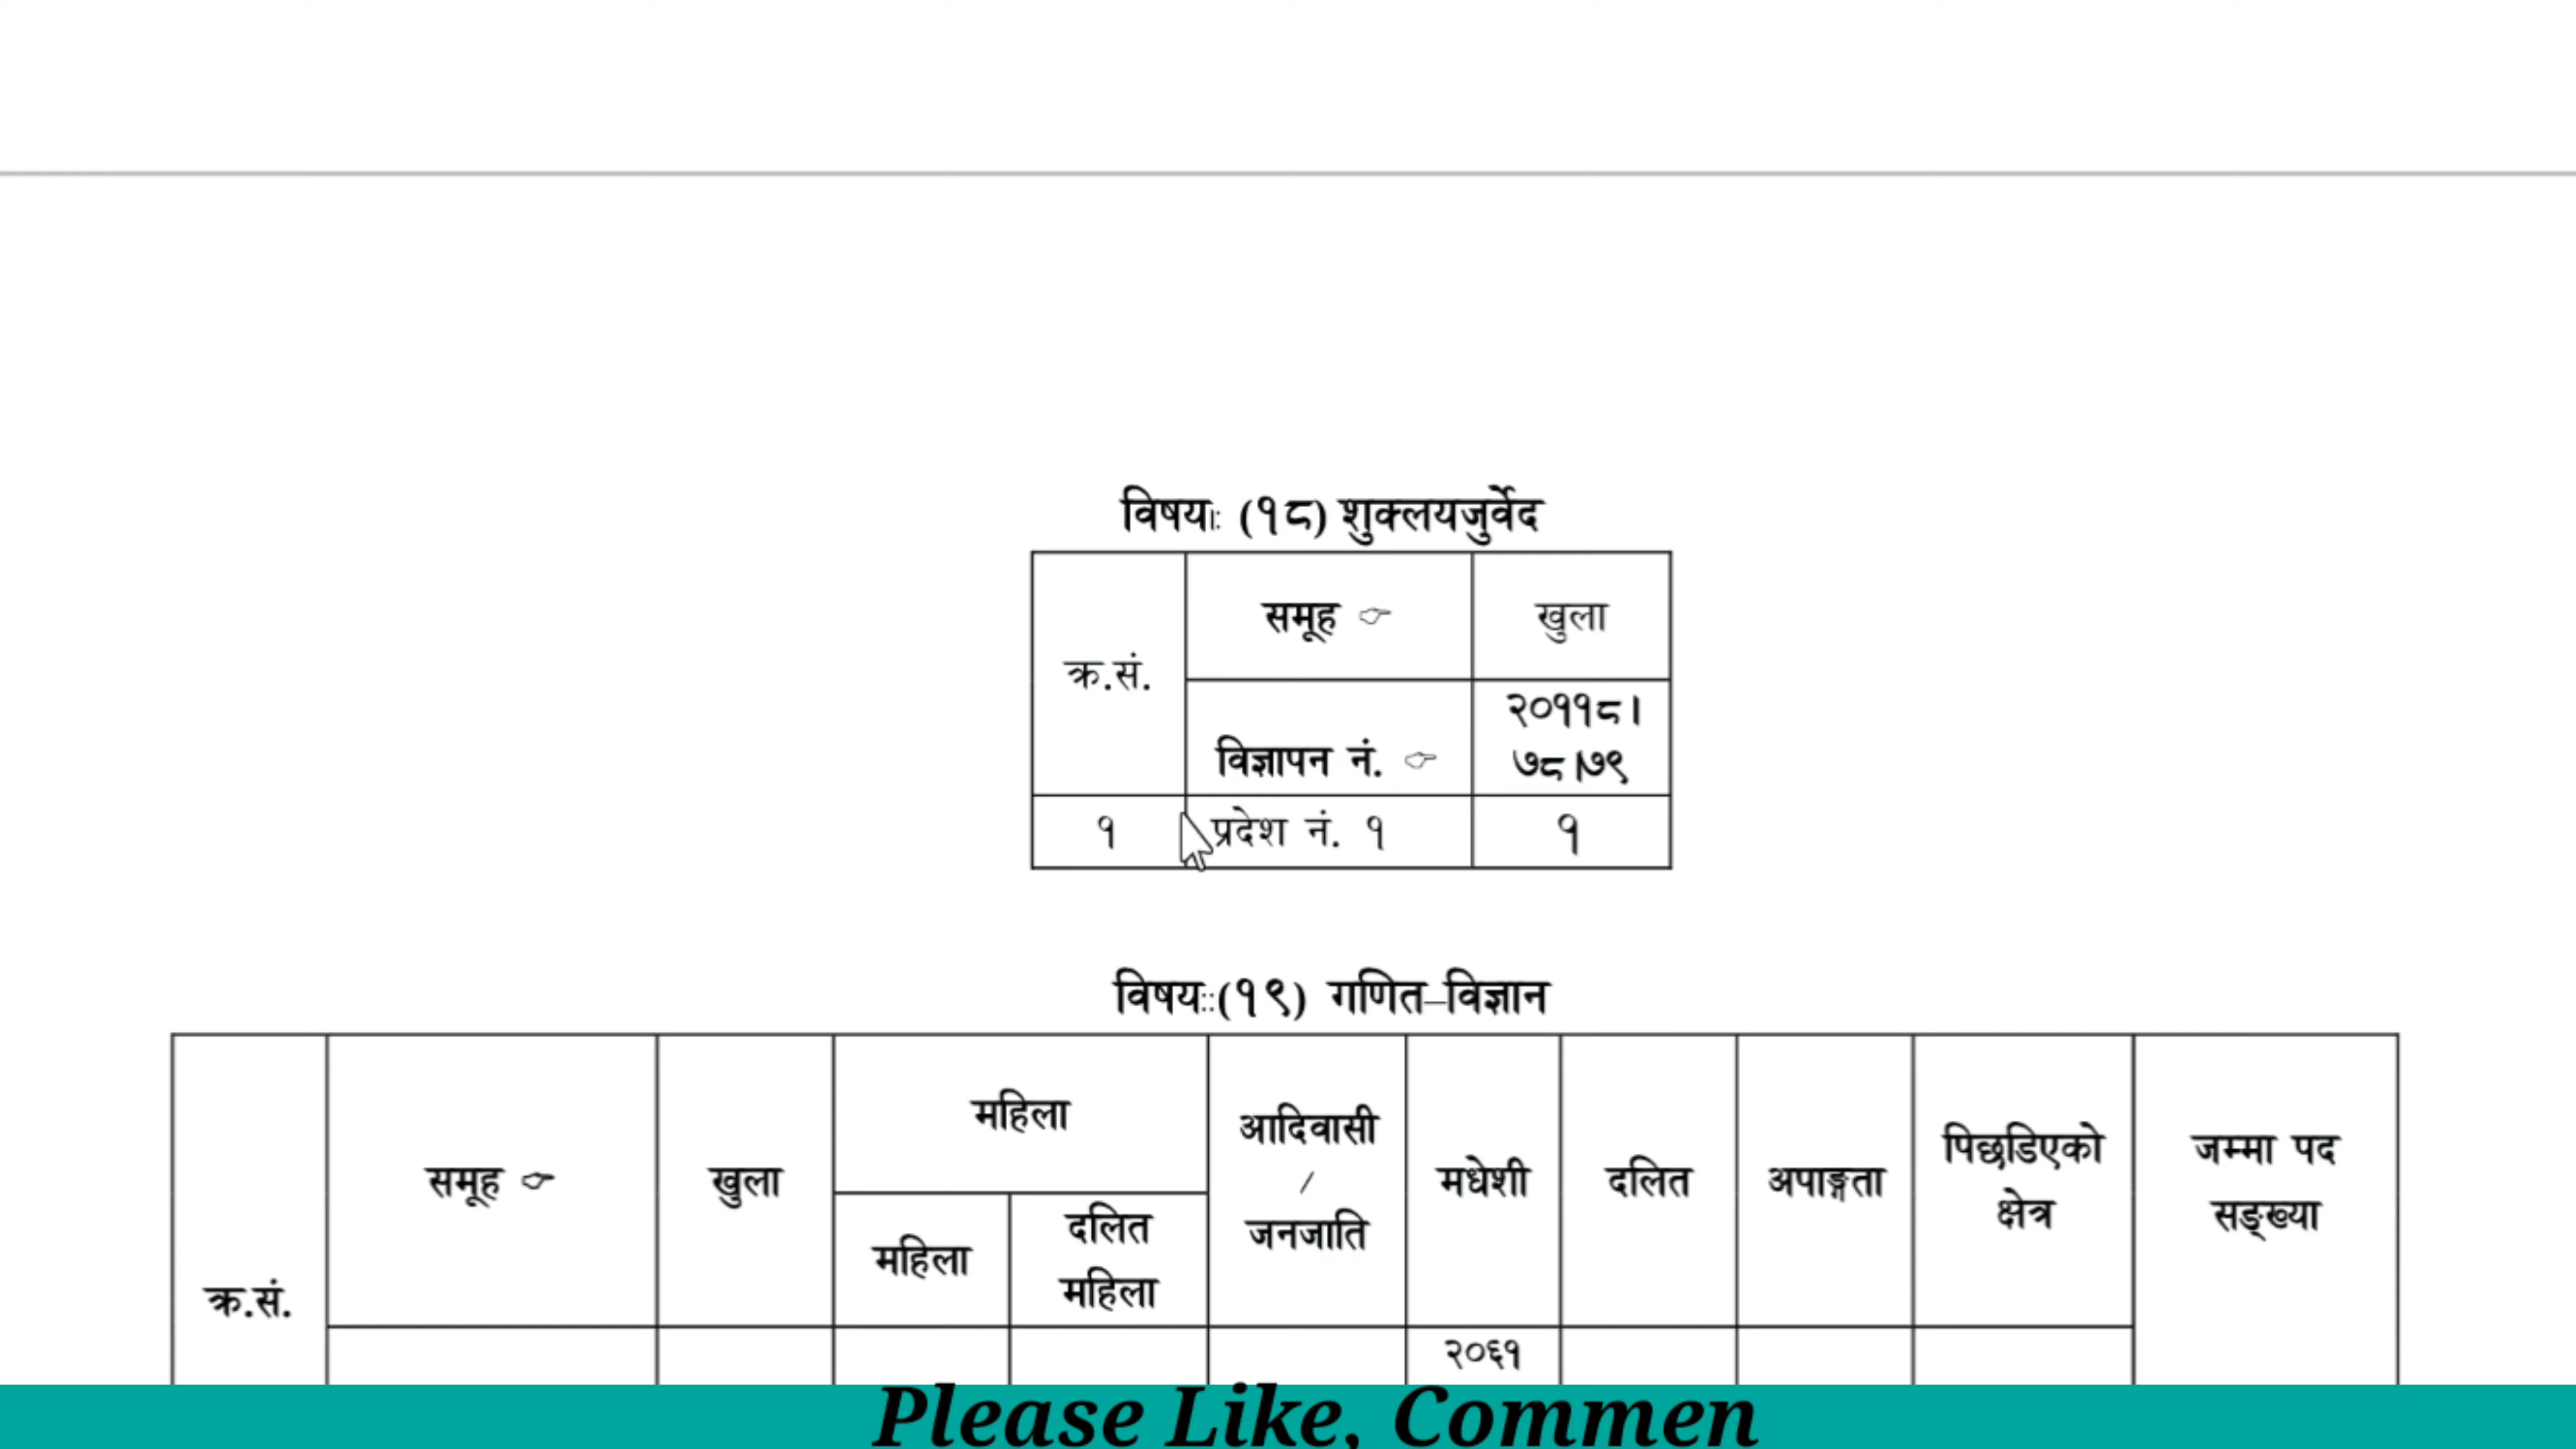 विषयः (१८) शुक्लयजुर्वेद
क्र.सं.
समूह ☞
खुला
विज्ञापन नं. ☞
२०११८।
७८।७९
१
प्रदेश नं. १
१
विषयः:(१९) गणित–विज्ञान
क्र.सं.
समूह ☞
खुला
महिला
महिला
दलित
महिला
आदिवासी
/
जनजाति
मधेशी
दलित
अपाङ्गता
पिछडिएको
क्षेत्र
जम्मा पद
सङ्ख्या
२०६१
Please Like, Commen